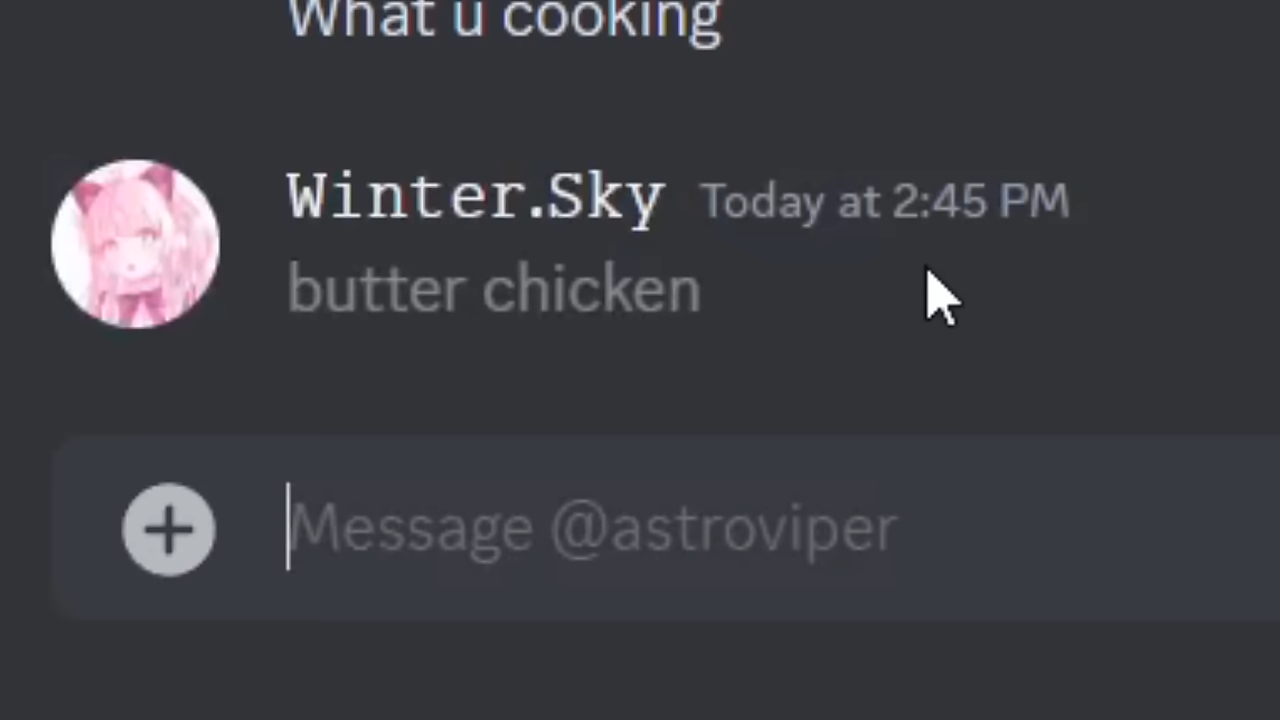 What u cooking
Winter.Sky Today at 2:45 PM
butter chicken
Message @astroviper